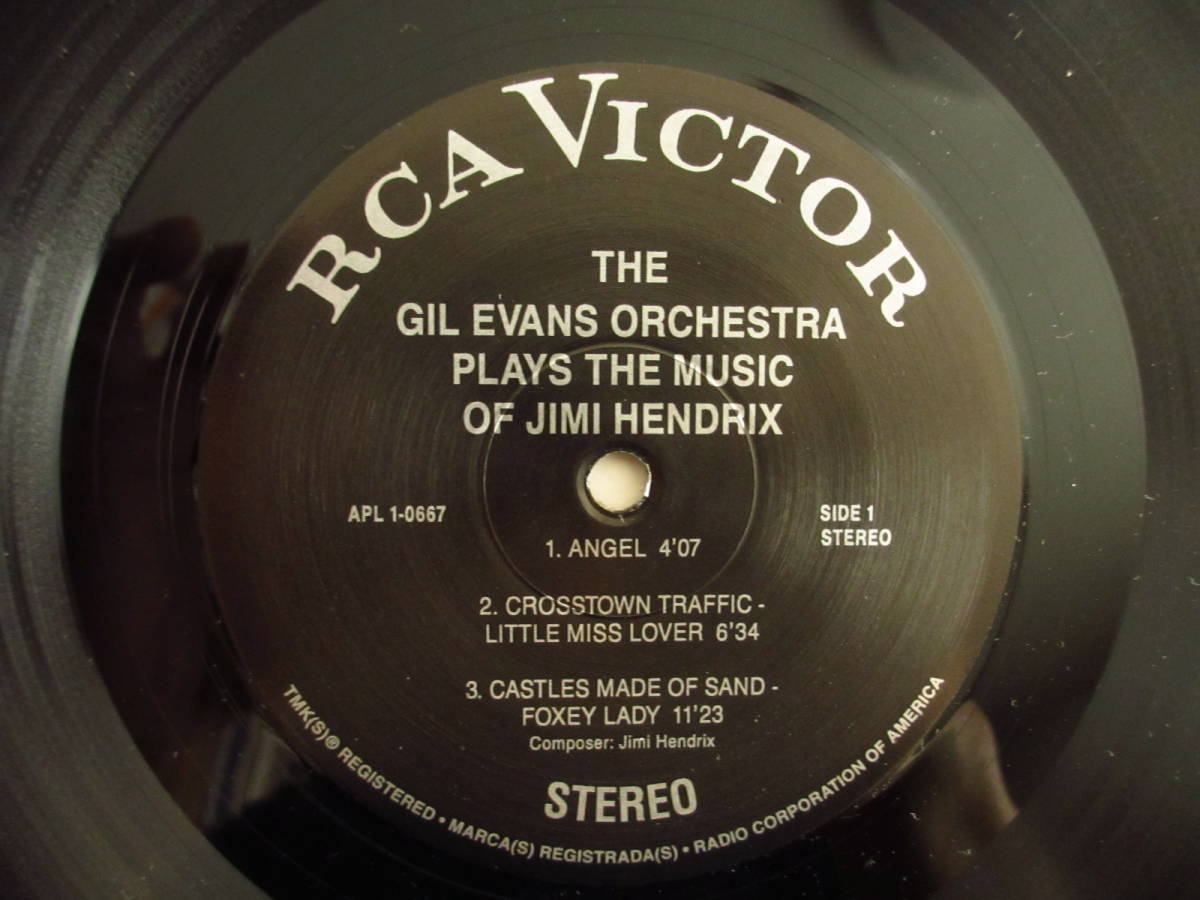 RCA VICTOR
THE
GIL EVANS ORCHESTRA
PLAYS THE MUSIC
OF JIMI HENDRIX
APL 1-0667
SIDE 1
STEREO
1. ANGEL 4'07
2. CROSSTOWN TRAFFIC -
LITTLE MISS LOVER 6'34
3. CASTLES MADE OF SAND -
FOXEY LADY 11'23
Composer: Jimi Hendrix
STEREO
TMK(S)® REGISTERED • MARCA(S) REGISTRADA(S) • RADIO CORPORATION OF AMERICA